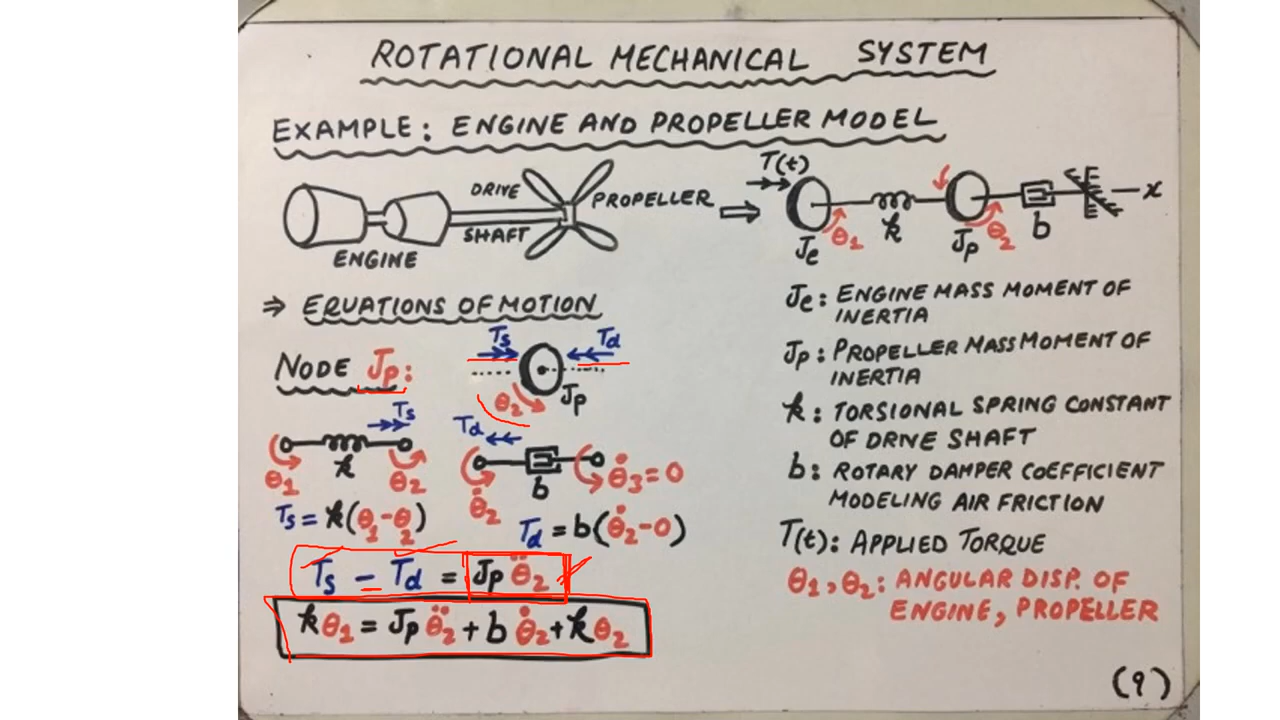 ROTATIONAL MECHANICAL SYSTEM
EXAMPLE: ENGINE AND PROPELLER MODEL
DRIVE
SHAFT
PROPELLER
ENGINE
⇒
T(t)
Je
θ1
k
Jp
θ2
b
x
⇒ EQUATIONS OF MOTION
NODE Jp:
Ts
Td
θ2
Jp
Ts
θ1
k
θ2
Td
θ̇2
b
θ̇3=0
Ts = k(θ1-θ2)
Td = b(θ̇2-0)
Ts - Td = Jp θ̈2
kθ1 = Jp θ̈2 + b θ̇2 + kθ2
Je: ENGINE MASS MOMENT OF
INERTIA
Jp: PROPELLER MASS MOMENT OF
INERTIA
k: TORSIONAL SPRING CONSTANT
OF DRIVE SHAFT
b: ROTARY DAMPER COEFFICIENT
MODELING AIR FRICTION
T(t): APPLIED TORQUE
θ1, θ2: ANGULAR DISP. OF
ENGINE, PROPELLER
(9)